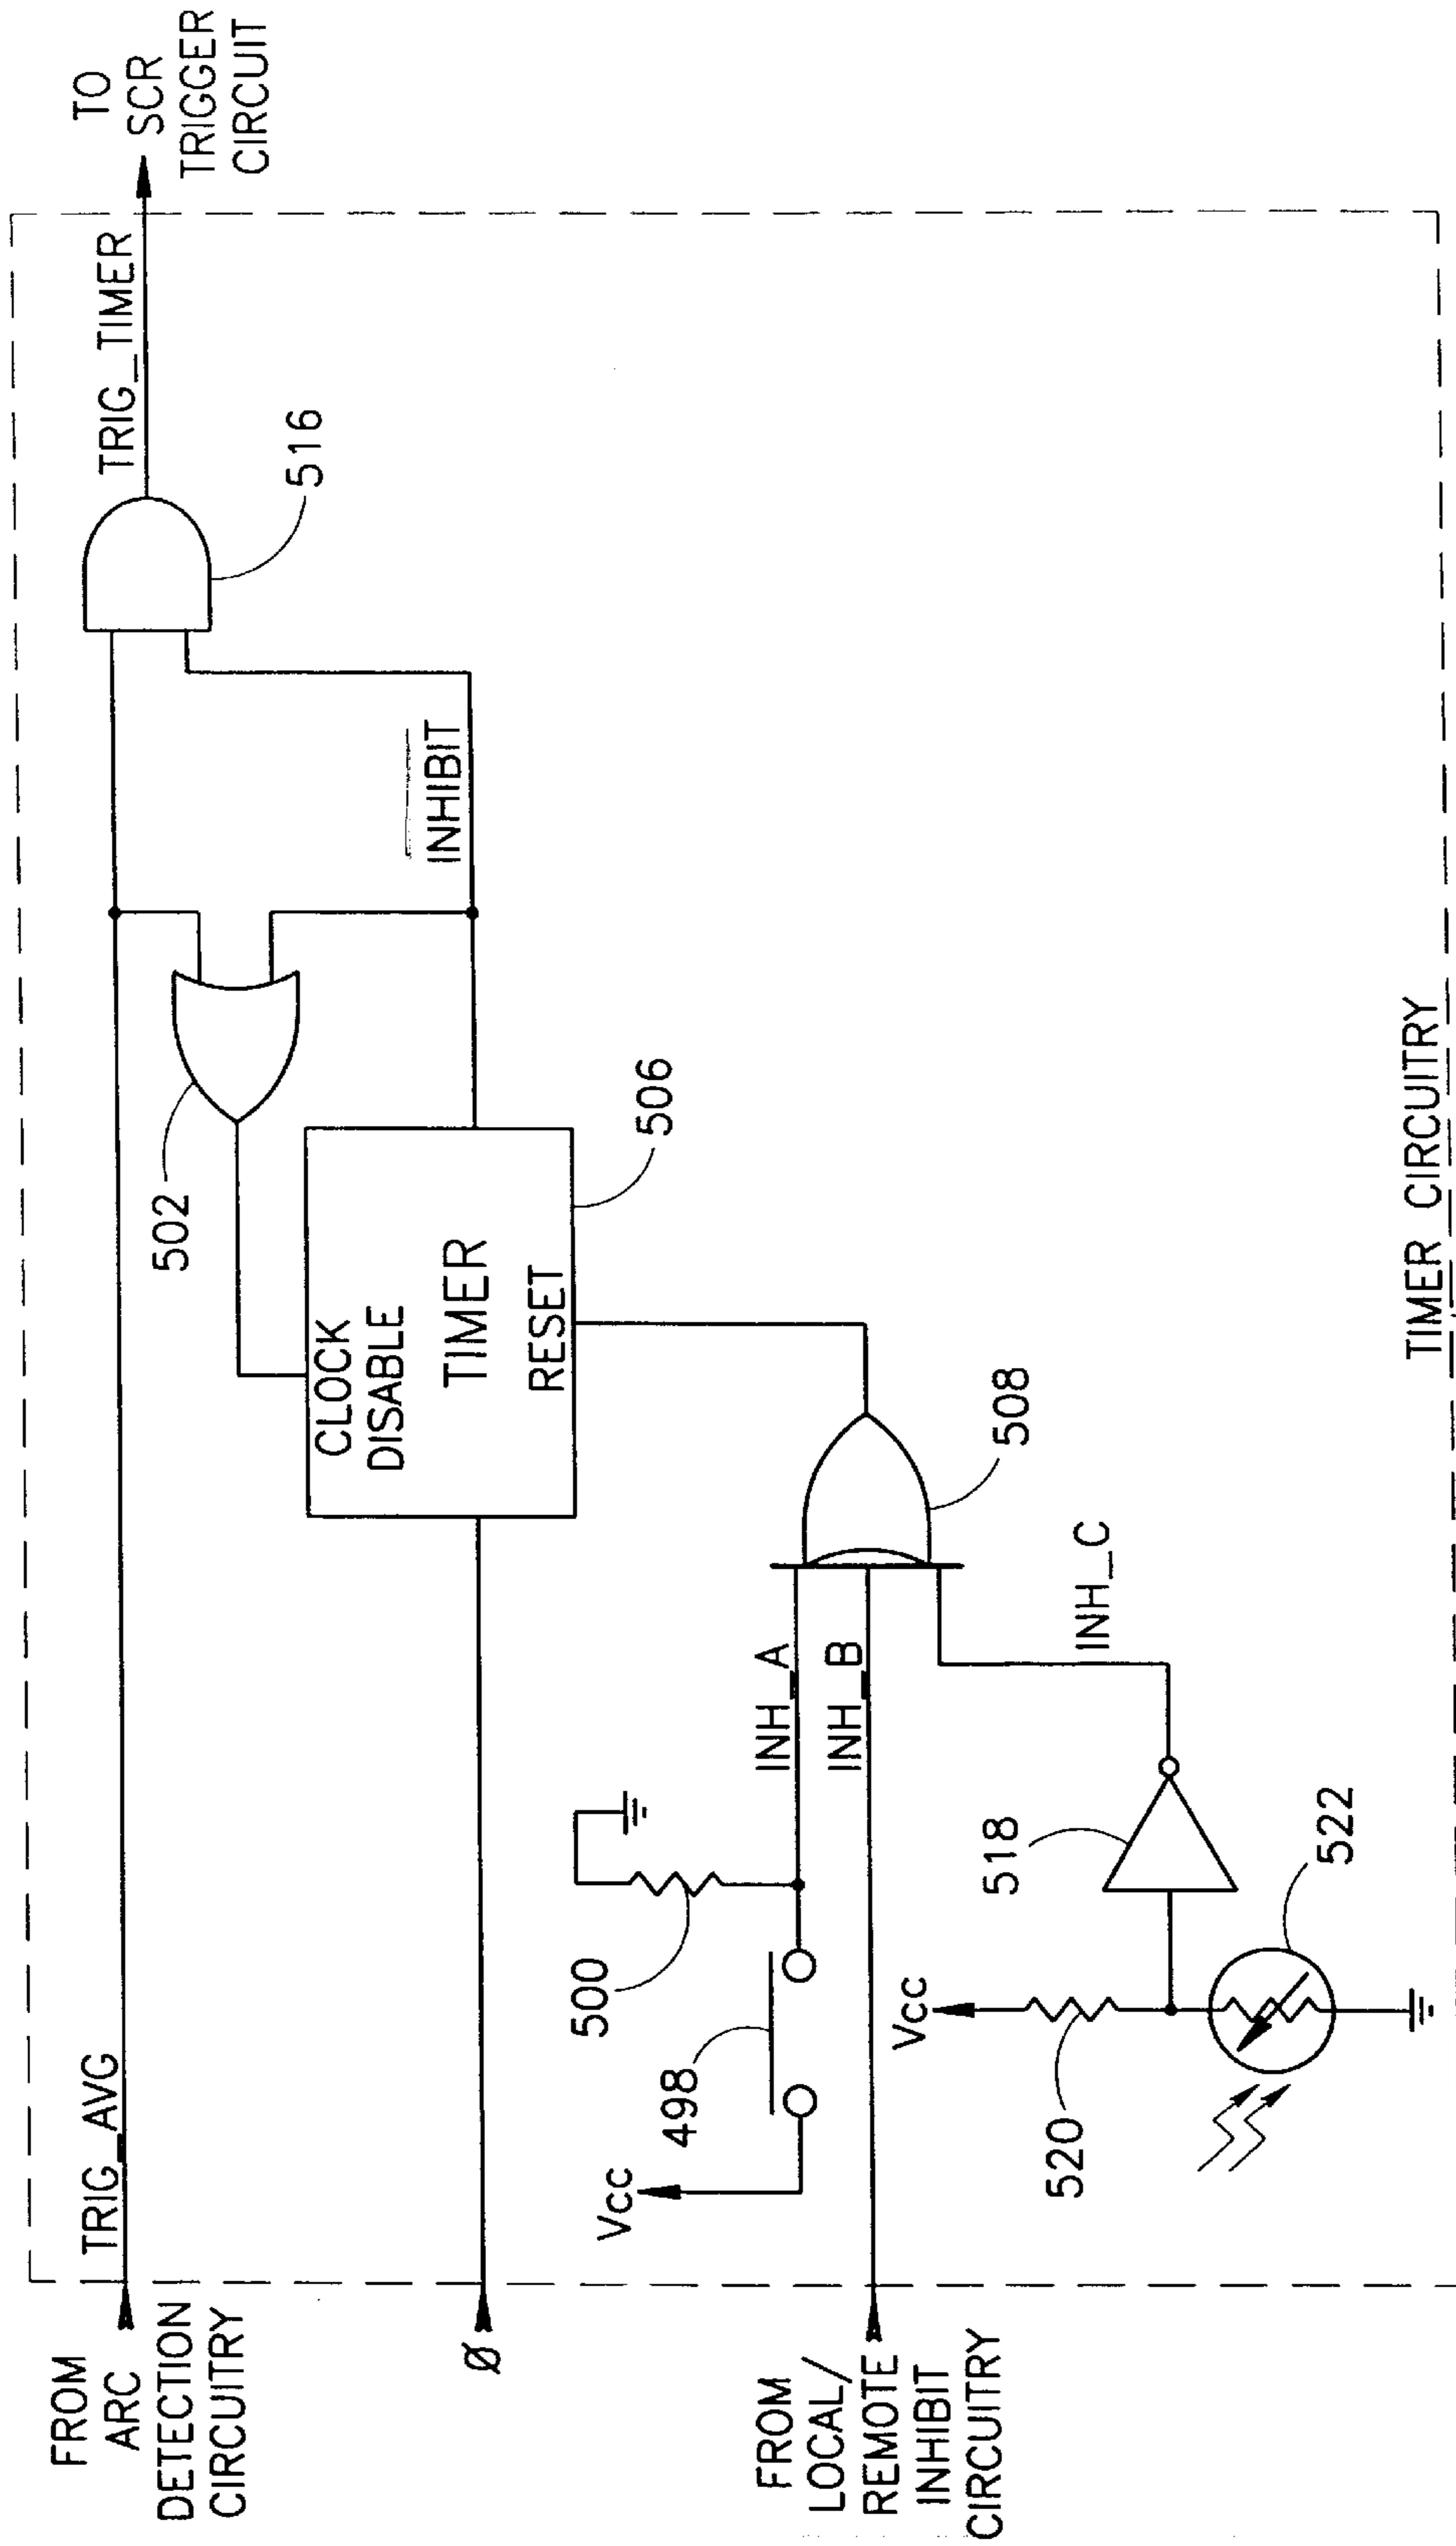 FROM
ARC
DETECTION
CIRCUITRY
TRIG_AVG
TRIG_TIMER
TO
SCR
TRIGGER
CIRCUIT
516
502
INHIBIT
CLOCK
DISABLE
TIMER
RESET
506
Ø
Vcc
498
500
INH_A
INH_B
508
FROM
LOCAL/
REMOTE
INHIBIT
CIRCUITRY
INH_C
Vcc
520
518
522
TIMER CIRCUITRY